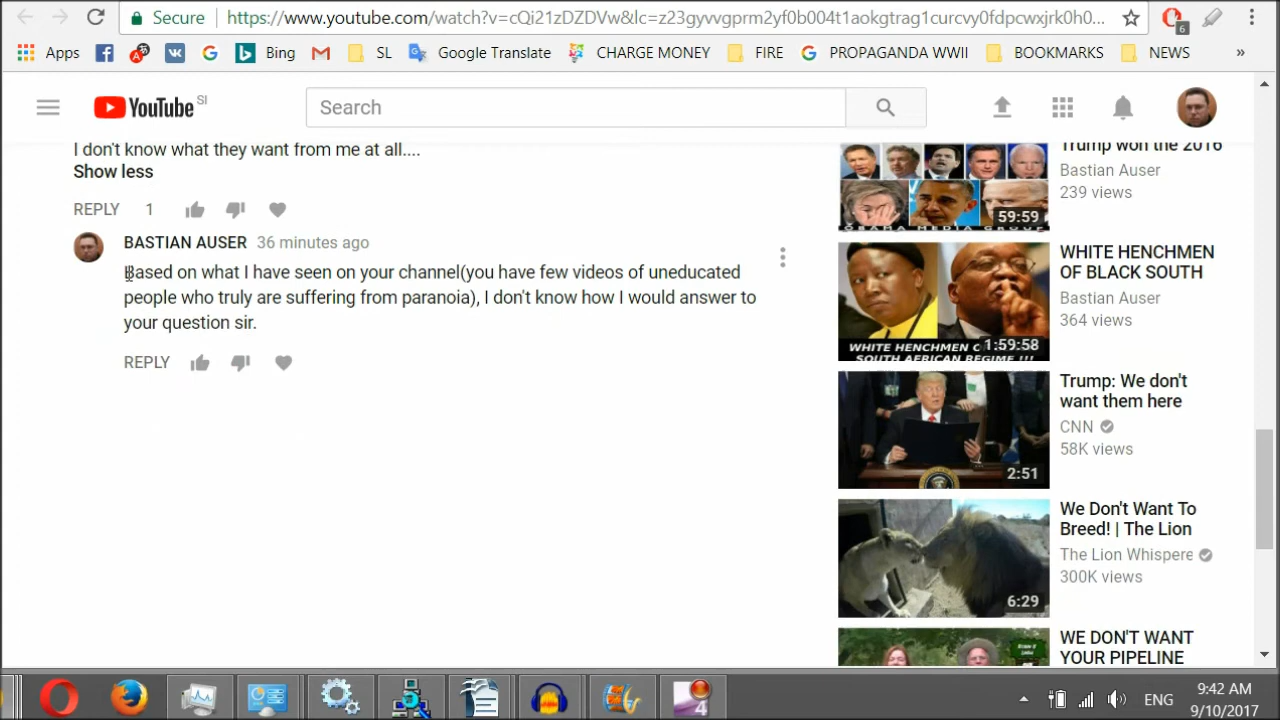 Secure
https://www.youtube.com/watch?v=cQi21zDZDVw&lc=z23gyvvgprm2yf0b004t1aokgtrag1curcvy0fdpcwxjrk0h0...
6
Apps
Bing
SL
Google Translate
CHARGE MONEY
FIRE
PROPAGANDA WWII
BOOKMARKS
NEWS
»
YouTube SI
Search
I don't know what they want from me at all....
Show less
REPLY 1
BASTIAN AUSER 36 minutes ago
Based on what I have seen on your channel(you have few videos of uneducated
people who truly are suffering from paranoia), I don't know how I would answer to
your question sir.
REPLY
Trump won the 2016
Bastian Auser
239 views
59:59
OBAMA MEDIA GROUP
WHITE HENCHMEN
OF BLACK SOUTH
Bastian Auser
364 views
WHITE HENCHMEN
1:59:58
SOUTH AFRICAN REGIME !!!
Trump: We don't
want them here
CNN
58K views
2:51
We Don't Want To
Breed! | The Lion
The Lion Whispere
300K views
6:29
WE DON'T WANT
YOUR PIPELINE
4
ENG
9:42 AM
9/10/2017